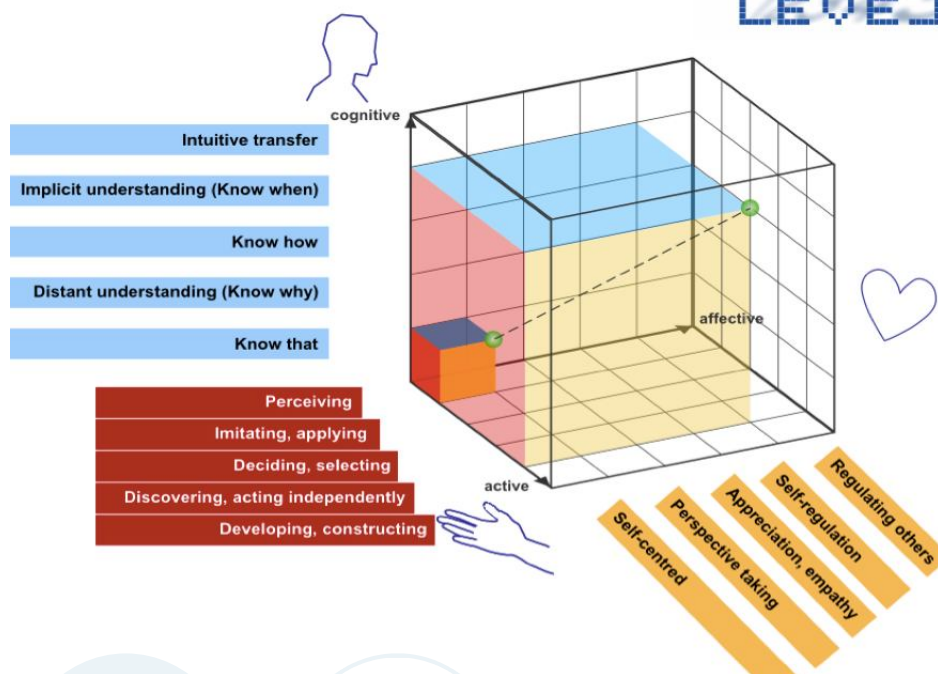 LEVEL
cognitive
Intuitive transfer
Implicit understanding (Know when)
Know how
Distant understanding (Know why)
Know that
affective
Perceiving
Imitating, applying
Deciding, selecting
Discovering, acting independently
Developing, constructing
active
Self-centred
Perspective taking
Appreciation, empathy
Self-regulation
Regulating others